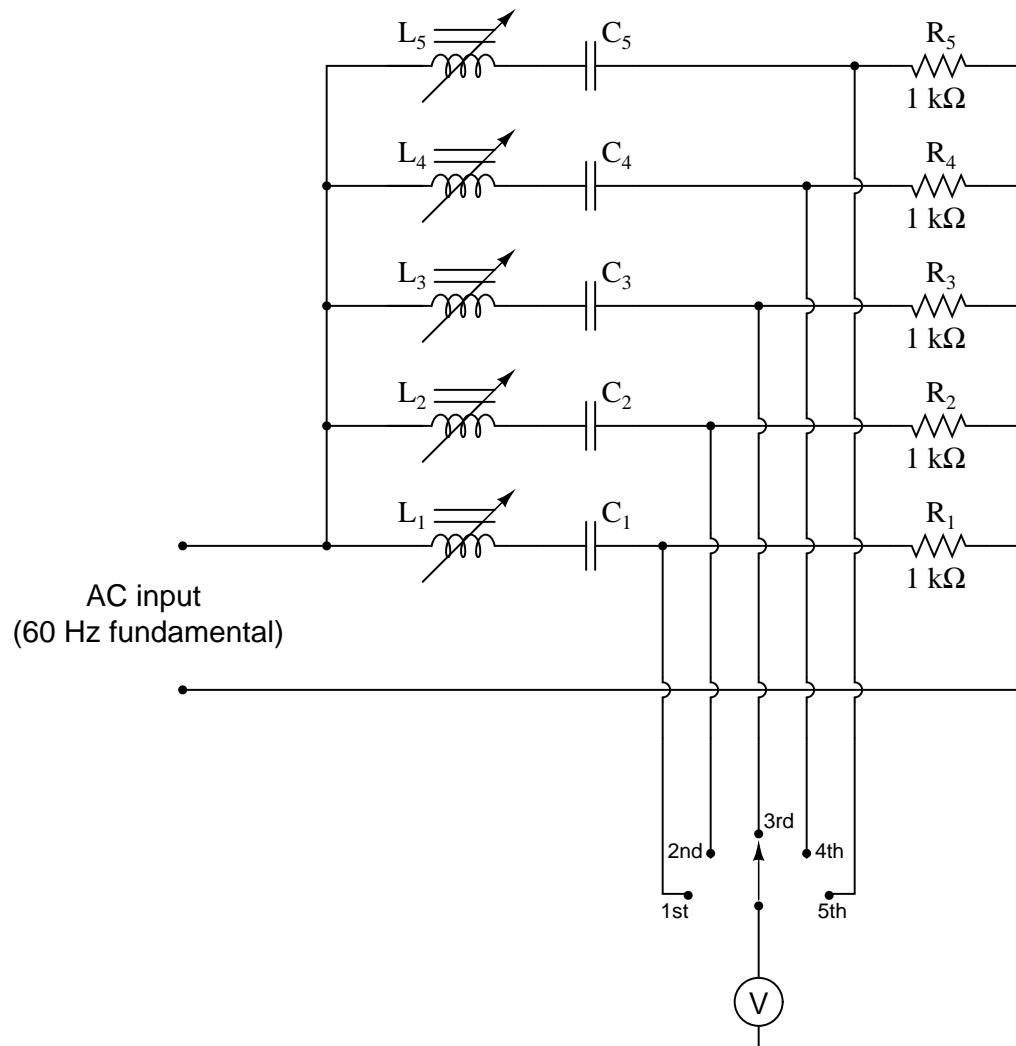 L₅ C₅ R₅
1 kΩ
L₄ C₄ R₄
1 kΩ
L₃ C₃ R₃
1 kΩ
L₂ C₂ R₂
1 kΩ
L₁ C₁ R₁
1 kΩ
AC input
(60 Hz fundamental)
3rd
2nd 4th
1st 5th
V